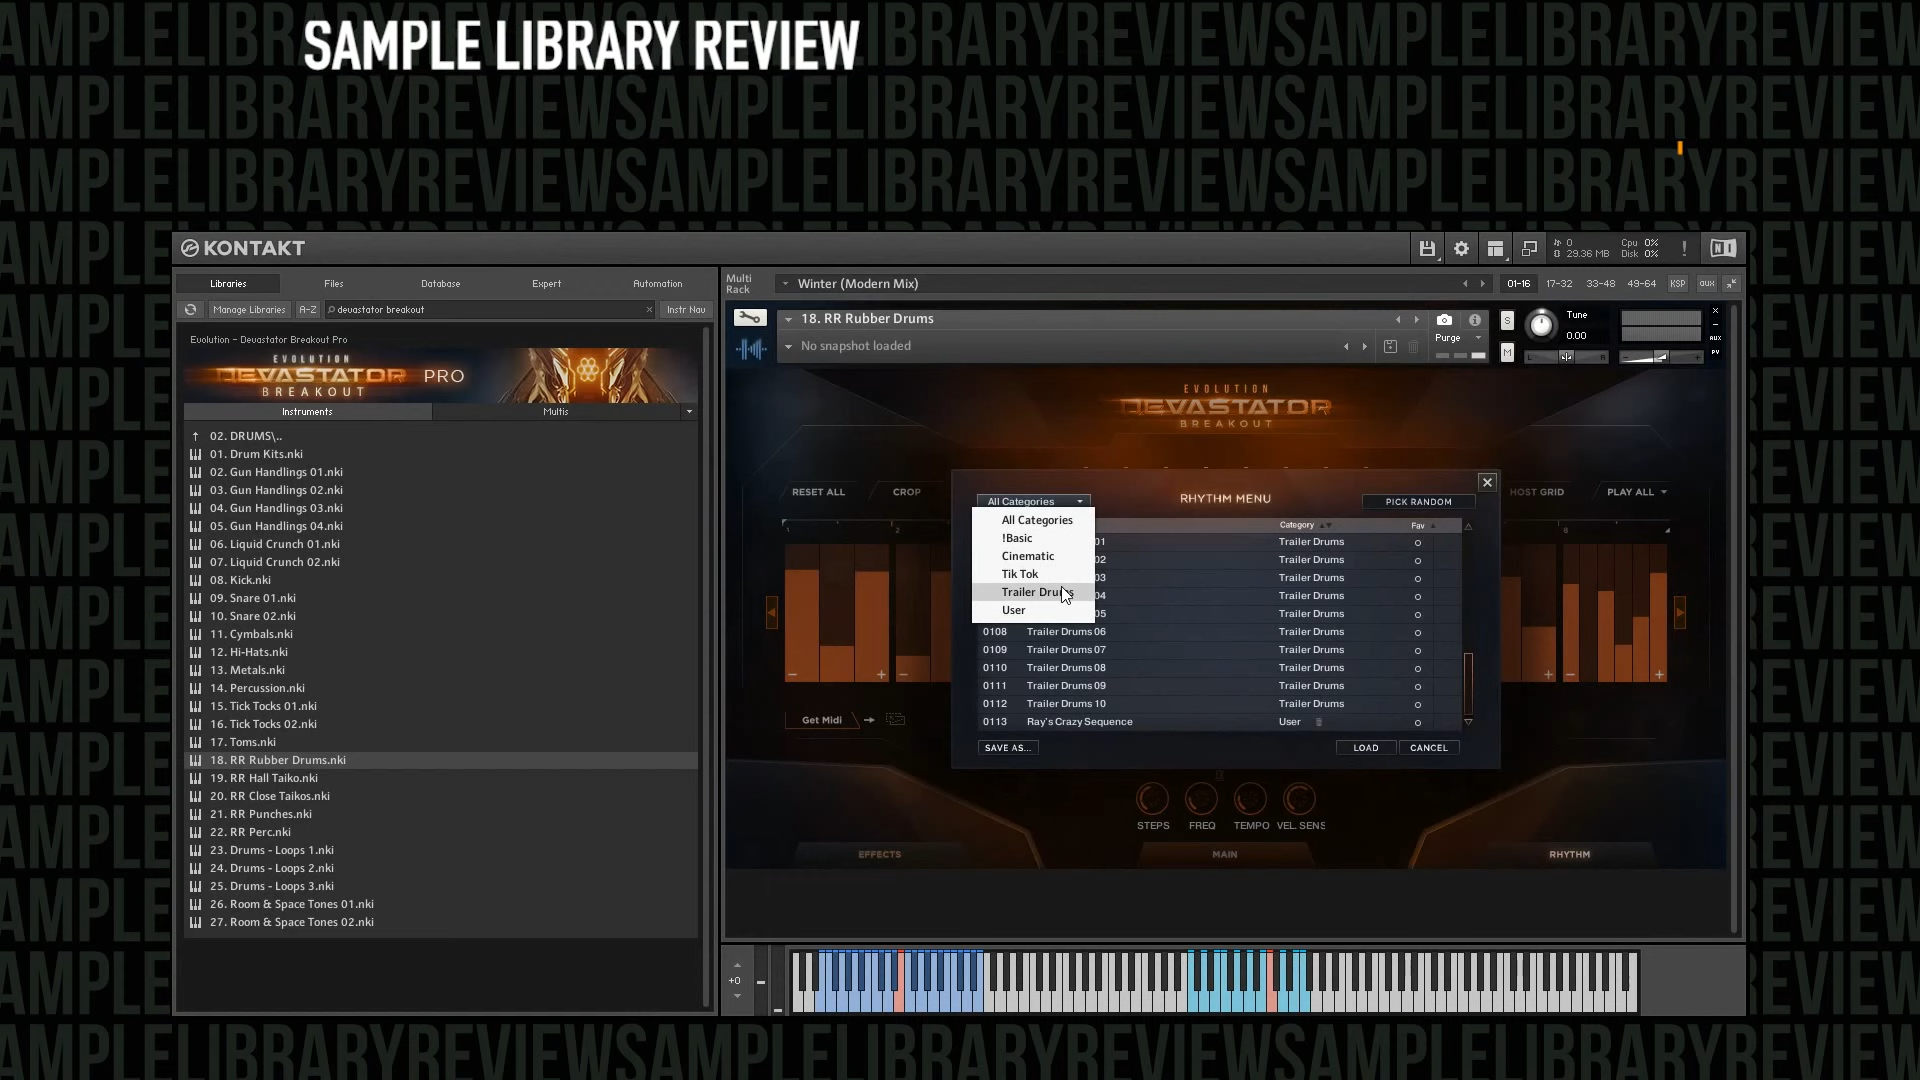 SAMPLE LIBRARY REVIEW
KONTAKT
0
29.36 MB
Cpu 0%
Disk 0%
!
NI
Libraries
Files
Database
Expert
Automation
Manage Libraries
A-Z
devastator breakout
×
Instr Nav
Evolution - Devastator Breakout Pro
EVOLUTION
DEVASTATOR PRO
BREAKOUT
Instruments
Multis
02. DRUMS\..
01. Drum Kits.nki
02. Gun Handlings 01.nki
03. Gun Handlings 02.nki
04. Gun Handlings 03.nki
05. Gun Handlings 04.nki
06. Liquid Crunch 01.nki
07. Liquid Crunch 02.nki
08. Kick.nki
09. Snare 01.nki
10. Snare 02.nki
11. Cymbals.nki
12. Hi-Hats.nki
13. Metals.nki
14. Percussion.nki
15. Tick Tocks 01.nki
16. Tick Tocks 02.nki
17. Toms.nki
18. RR Rubber Drums.nki
19. RR Hall Taiko.nki
20. RR Close Taikos.nki
21. RR Punches.nki
22. RR Perc.nki
23. Drums - Loops 1.nki
24. Drums - Loops 2.nki
25. Drums - Loops 3.nki
26. Room & Space Tones 01.nki
27. Room & Space Tones 02.nki
Multi
Rack
Winter (Modern Mix)
01-16
17-32
33-48
49-64
KSP
aux
18. RR Rubber Drums
No snapshot loaded
Purge
S
M
Tune
0.00
L
R
AUX
PV
EVOLUTION
DEVASTATOR
BREAKOUT
RESET ALL
CROP
HOST GRID
PLAY ALL
1
2
8
All Categories
RHYTHM MENU
PICK RANDOM
All Categories
!Basic
Cinematic
Tik Tok
Trailer Drums
User
Category
Fav
01 Trailer Drums
02 Trailer Drums
03 Trailer Drums
04 Trailer Drums
05 Trailer Drums
0108 Trailer Drums 06 Trailer Drums
0109 Trailer Drums 07 Trailer Drums
0110 Trailer Drums 08 Trailer Drums
0111 Trailer Drums 09 Trailer Drums
0112 Trailer Drums 10 Trailer Drums
0113 Ray's Crazy Sequence User
SAVE AS...
LOAD
CANCEL
Get Midi
STEPS
FREQ
TEMPO
VEL. SENS
EFFECTS
MAIN
RHYTHM
+0